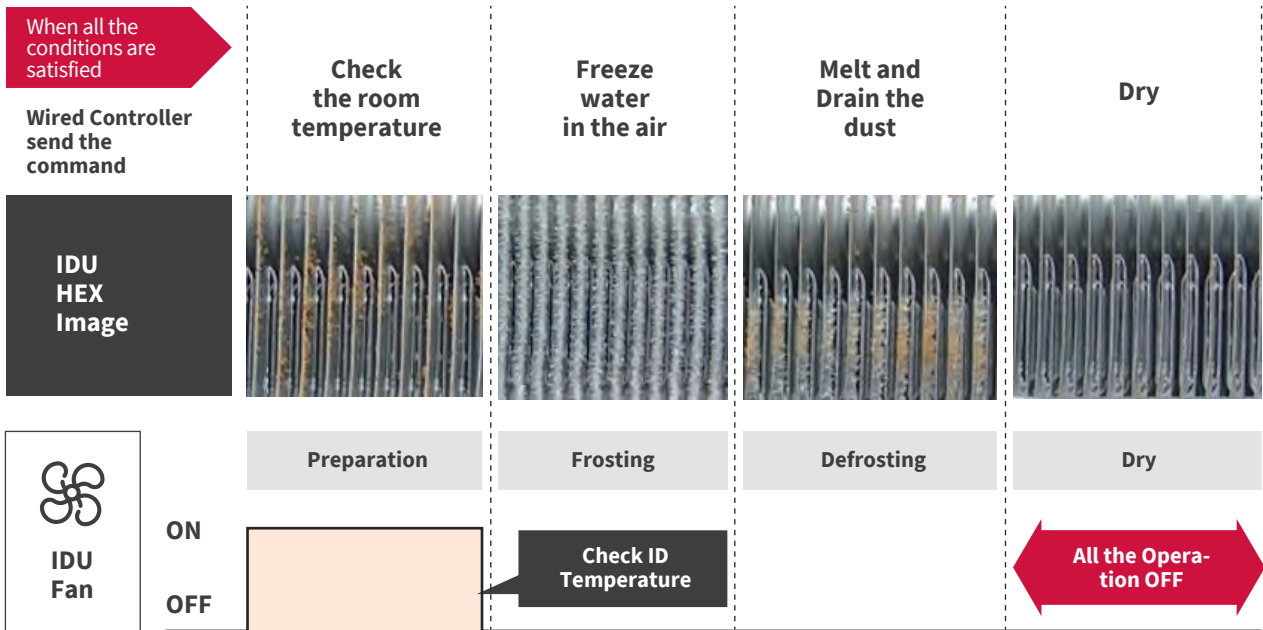 When all the
conditions are
satisfied
Wired Controller
send the
command
Check
the room
temperature
Freeze
water
in the air
Melt and
Drain the
dust
Dry
IDU
HEX
Image
Preparation
Frosting
Defrosting
Dry
IDU
Fan
ON
OFF
Check ID
Temperature
All the Opera-
tion OFF